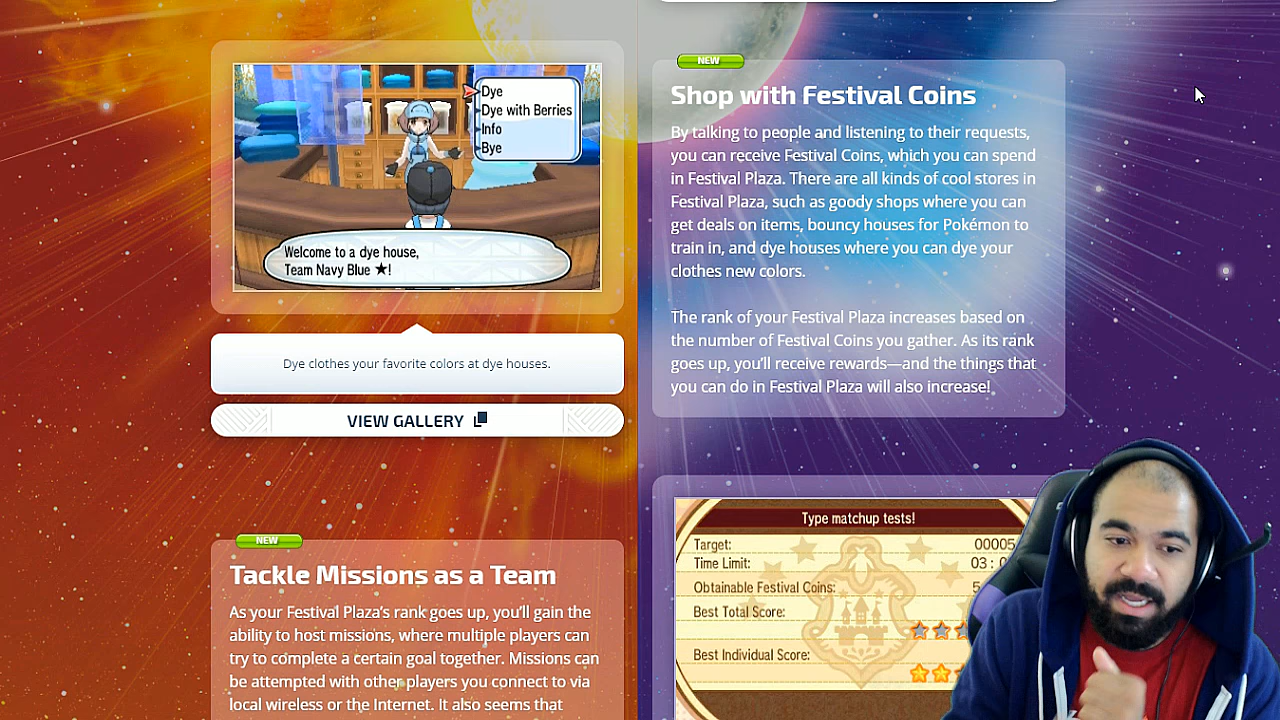 Dye
Dye with Berries
Info
Bye
Welcome to a dye house,
Team Navy Blue ★!
Dye clothes your favorite colors at dye houses.
VIEW GALLERY
NEW
Tackle Missions as a Team
As your Festival Plaza's rank goes up, you'll gain the
ability to host missions, where multiple players can
try to complete a certain goal together. Missions can
be attempted with other players you connect to via
local wireless or the Internet. It also seems that
NEW
Shop with Festival Coins
By talking to people and listening to their requests,
you can receive Festival Coins, which you can spend
in Festival Plaza. There are all kinds of cool stores in
Festival Plaza, such as goody shops where you can
get deals on items, bouncy houses for Pokémon to
train in, and dye houses where you can dye your
clothes new colors.
The rank of your Festival Plaza increases based on
the number of Festival Coins you gather. As its rank
goes up, you'll receive rewards—and the things that
you can do in Festival Plaza will also increase!
Type matchup tests!
Target: 00005
Time Limit: 03 : 0
Obtainable Festival Coins: 5
Best Total Score:
Best Individual Score: